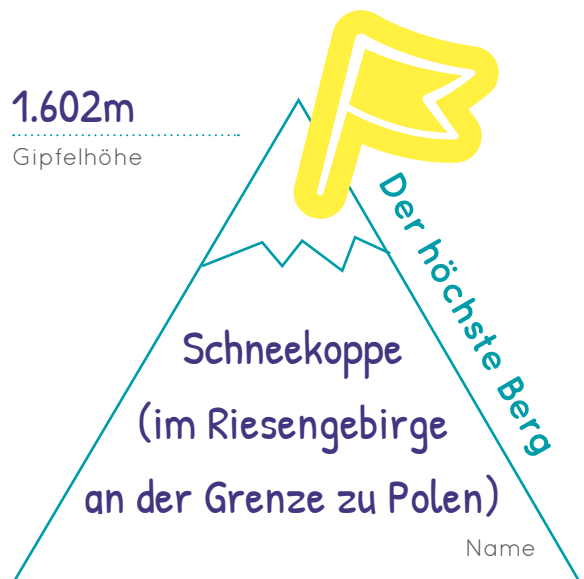 1.602m
Gipfelhöhe
Der höchste Berg
Schneekoppe
(im Riesengebirge
an der Grenze zu Polen)
Name